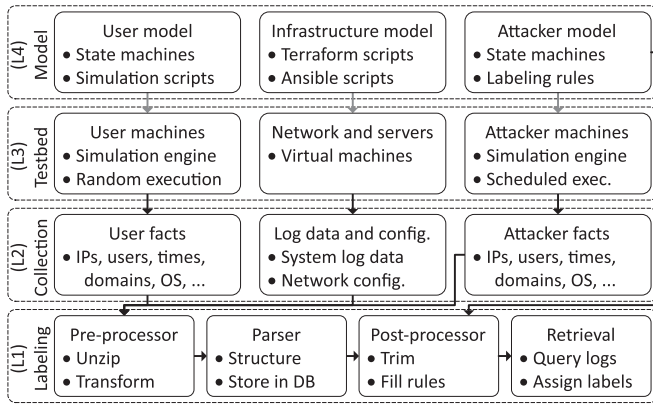 (L4)
Model
User model
• State machines
• Simulation scripts
Infrastructure model
• Terraform scripts
• Ansible scripts
Attacker model
• State machines
• Labeling rules
(L3)
Testbed
User machines
• Simulation engine
• Random execution
Network and servers
• Virtual machines
Attacker machines
• Simulation engine
• Scheduled exec.
(L2)
Collection
User facts
• IPs, users, times,
domains, OS, ...
Log data and config.
• System log data
• Network config.
Attacker facts
• IPs, users, times,
domains, OS, ...
(L1)
Labeling
Pre-processor
• Unzip
• Transform
Parser
• Structure
• Store in DB
Post-processor
• Trim
• Fill rules
Retrieval
• Query logs
• Assign labels